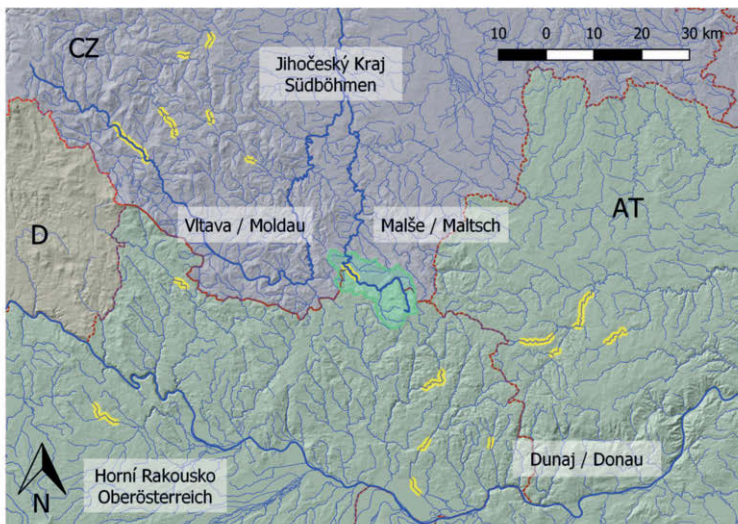 CZ
10 0 10 20 30 km
Jihočeský Kraj
Südböhmen
D
Vltava / Moldau
Malše / Maltsch
AT
Horní Rakousko
Oberösterreich
Dunaj / Donau
N